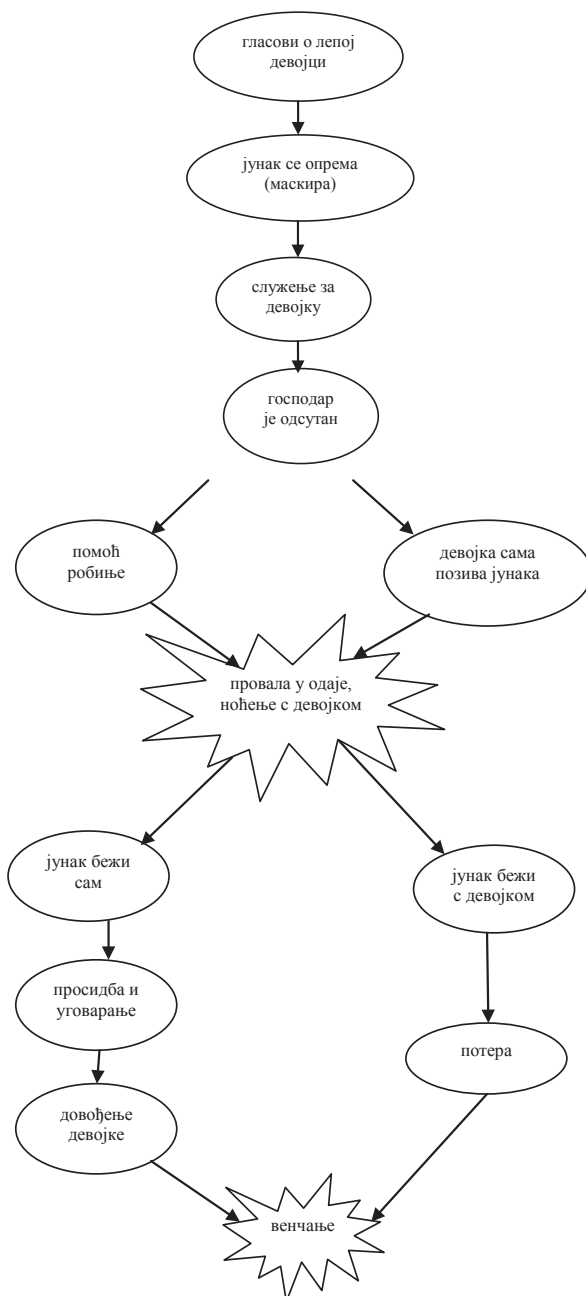 гласови о лепој
девојци
јунак се опрема
(маскира)
служење за
девојку
господар
је одсутан
помоћ
робиње
девојка сама
позива јунака
провала у одаје,
ноћење с девојком
јунак бежи
сам
јунак бежи
с девојком
просидба и
уговарање
потера
довођење
девојке
венчање